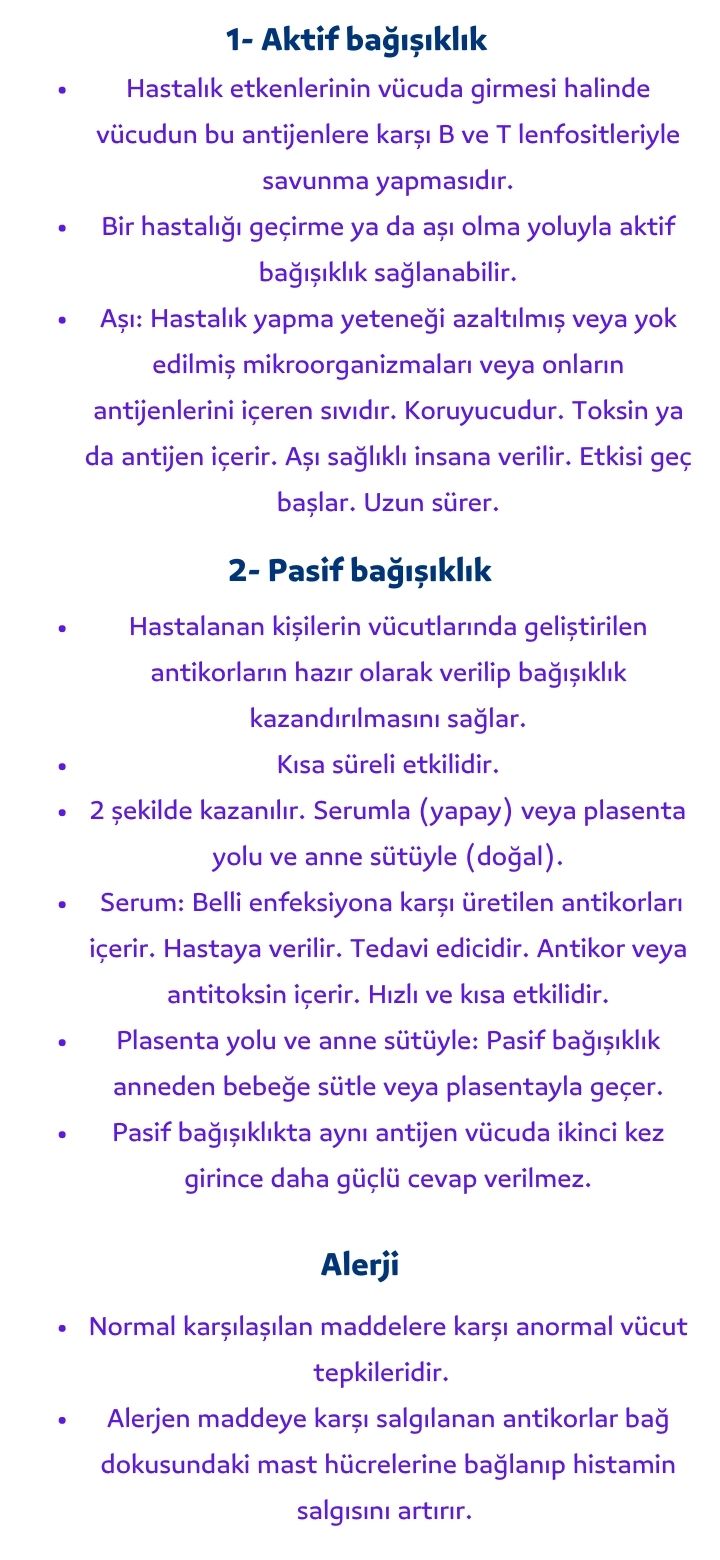 1- Aktif bağışıklık
• Hastalık etkenlerinin vücuda girmesi halinde
vücudun bu antijenlere karşı B ve T lenfositleriyle
savunma yapmasıdır.
• Bir hastalığı geçirme ya da aşı olma yoluyla aktif
bağışıklık sağlanabilir.
• Aşı: Hastalık yapma yeteneği azaltılmış veya yok
edilmiş mikroorganizmaları veya onların
antijenlerini içeren sıvıdır. Koruyucudur. Toksin ya
da antijen içerir. Aşı sağlıklı insana verilir. Etkisi geç
başlar. Uzun sürer.
2- Pasif bağışıklık
• Hastalanan kişilerin vücutlarında geliştirilen
antikorların hazır olarak verilip bağışıklık
kazandırılmasını sağlar.
• Kısa süreli etkilidir.
• 2 şekilde kazanılır. Serumla (yapay) veya plasenta
yolu ve anne sütüyle (doğal).
• Serum: Belli enfeksiyona karşı üretilen antikorları
içerir. Hastaya verilir. Tedavi edicidir. Antikor veya
antitoksin içerir. Hızlı ve kısa etkilidir.
• Plasenta yolu ve anne sütüyle: Pasif bağışıklık
anneden bebeğe sütle veya plasentayla geçer.
• Pasif bağışıklıkta aynı antijen vücuda ikinci kez
girince daha güçlü cevap verilmez.
Alerji
• Normal karşılaşılan maddelere karşı anormal vücut
tepkileridir.
• Alerjen maddeye karşı salgılanan antikorlar bağ
dokusundaki mast hücrelerine bağlanıp histamin
salgısını artırır.